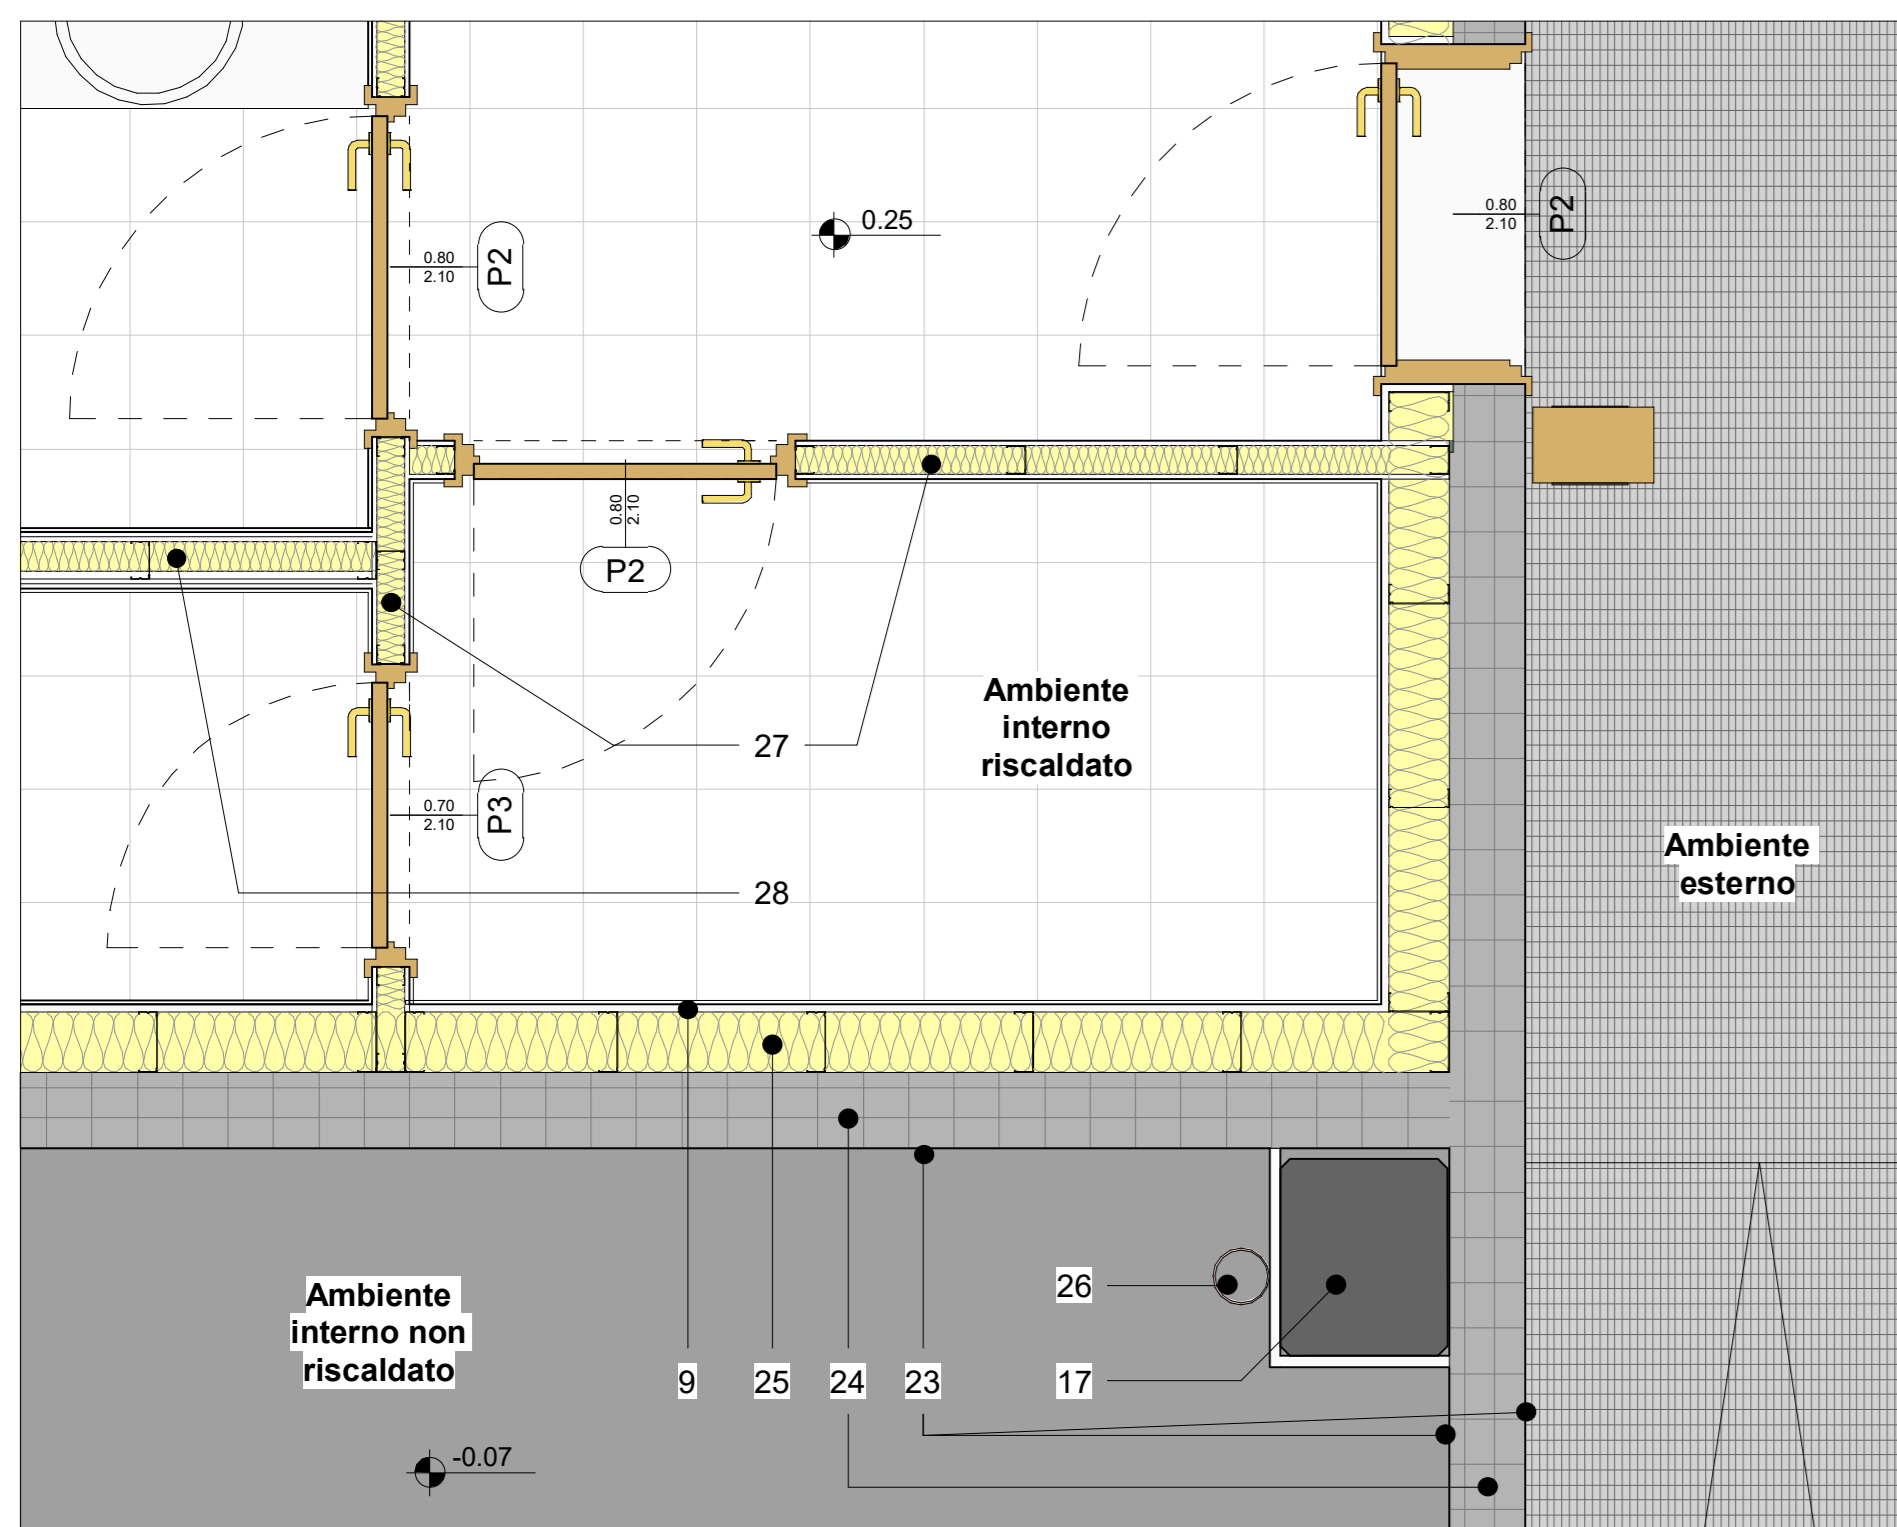 0.25
0.80
2.10
P2
0.80
2.10
P2
0.80
2.10
P2
Ambiente
interno
riscaldato
27
0.70
2.10
P3
Ambiente
esterno
28
Ambiente
interno non
riscaldato
26
9
25
24
23
17
-0.07